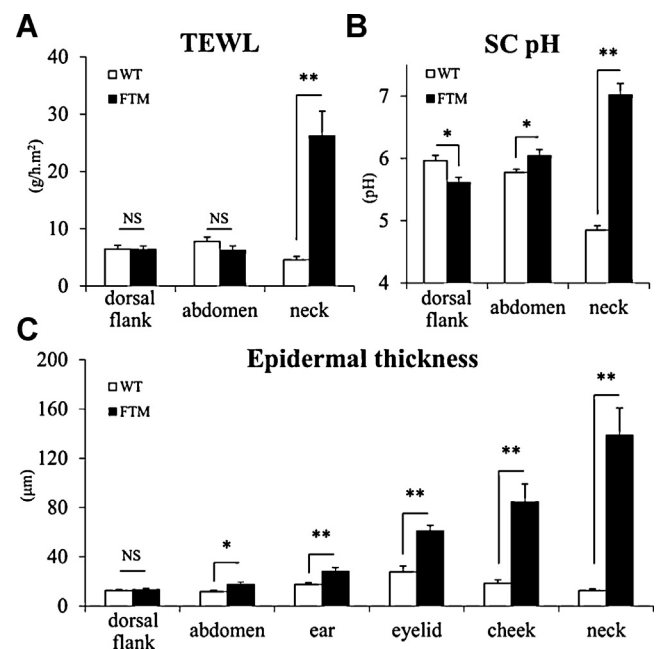 A
TEWL
40
30
20
10
0
(g/h.m²)
WT
FTM
NS
NS
**
dorsal
flank
abdomen
neck
B
SC pH
7
6
5
4
(pH)
WT
FTM
*
*
**
dorsal
flank
abdomen
neck
C
Epidermal thickness
200
160
120
80
40
0
(µm)
WT
FTM
NS
*
**
**
**
**
dorsal
flank
abdomen
ear
eyelid
cheek
neck